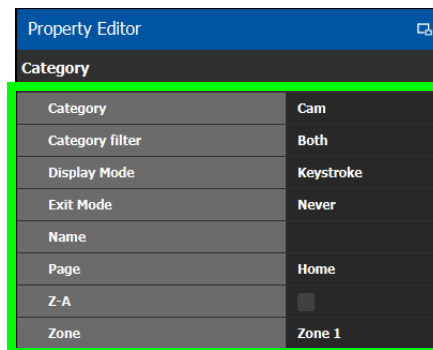 Property Editor
Category
Category Cam
Category filter Both
Display Mode Keystroke
Exit Mode Never
Name
Page Home
Z-A
Zone Zone 1